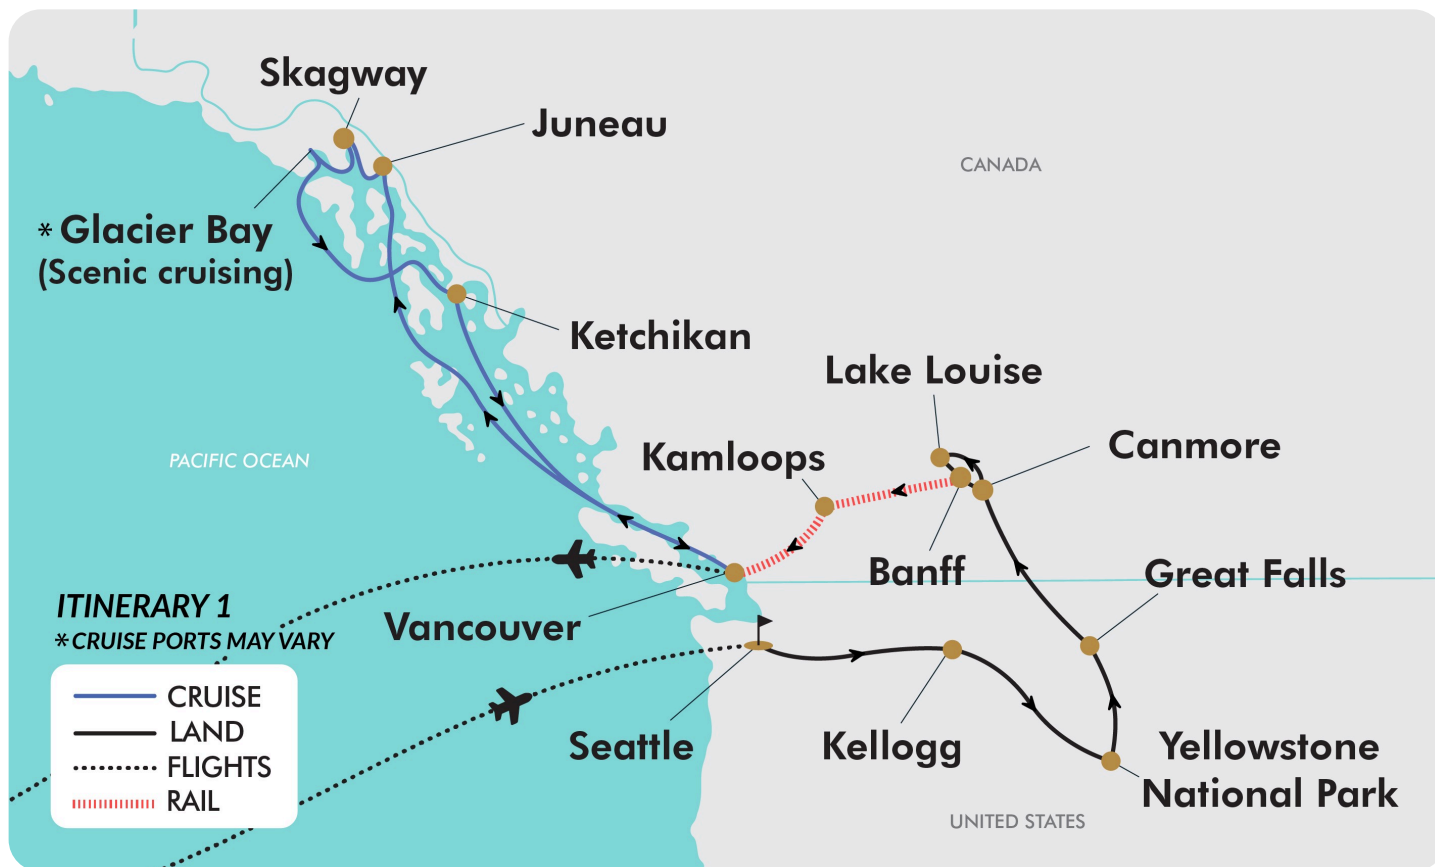 Skagway
Juneau
CANADA
* Glacier Bay
(Scenic cruising)
Ketchikan
Lake Louise
Canmore
Kamloops
PACIFIC OCEAN
Banff
Great Falls
ITINERARY 1
* CRUISE PORTS MAY VARY
Vancouver
CRUISE
LAND
FLIGHTS
RAIL
Seattle
Kellogg
Yellowstone
National Park
UNITED STATES